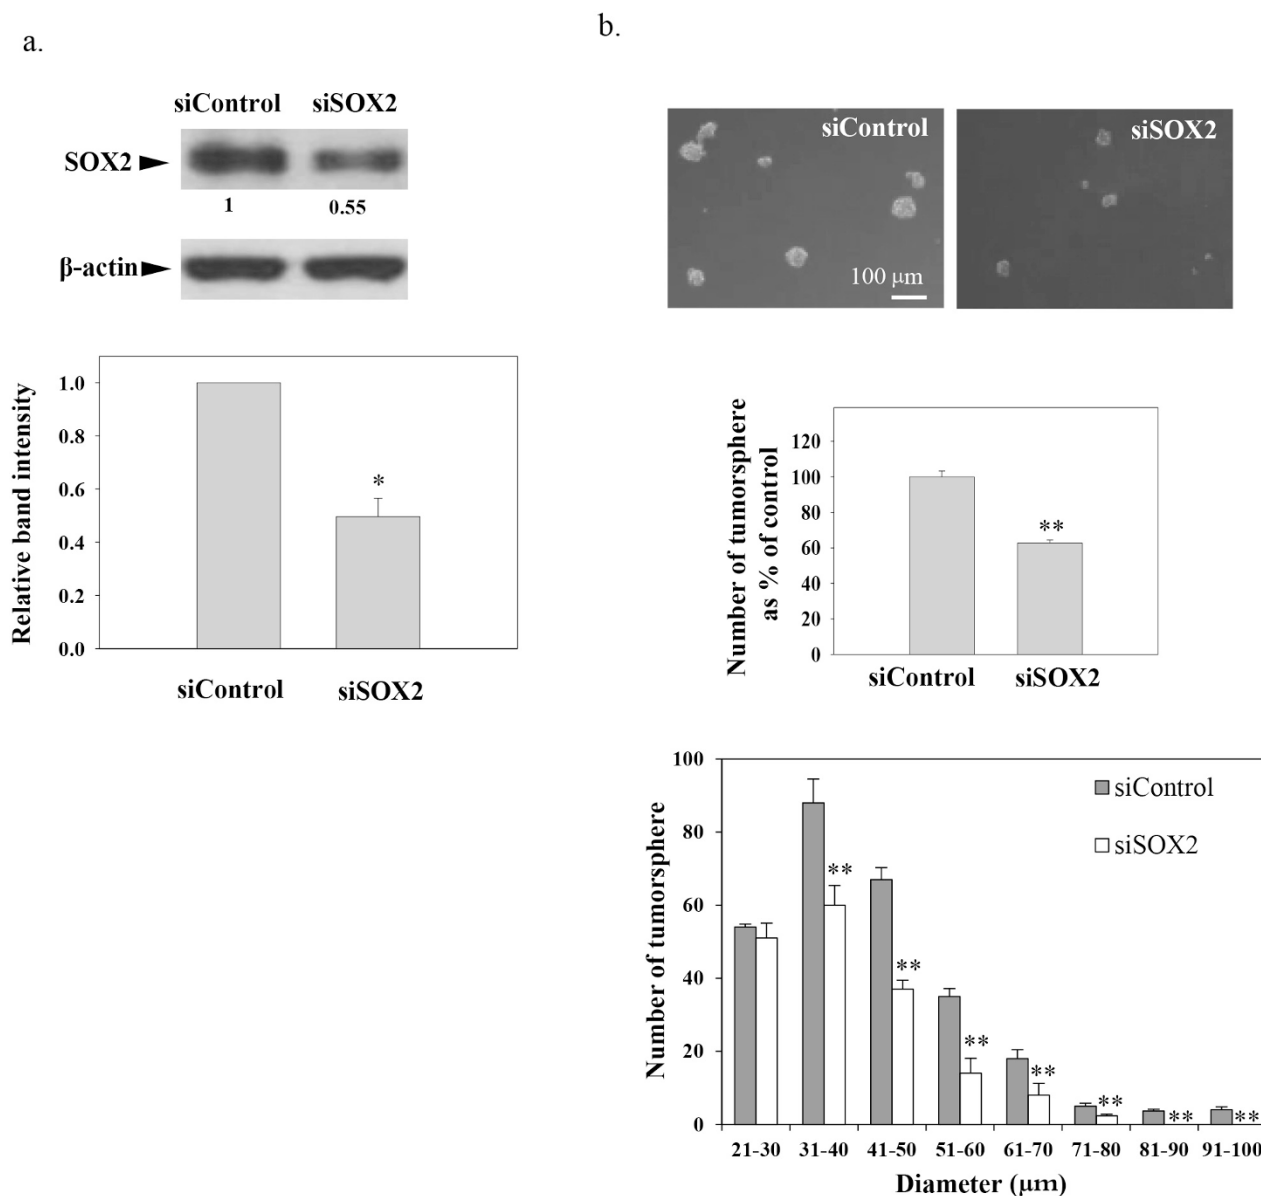 a.
siControl siSOX2
SOX2
1 0.55
β-actin
Relative band intensity
1.0
0.8
0.6
0.4
0.2
0.0
*
siControl siSOX2
b.
siControl
100 μm
siSOX2
Number of tumorsphere
as % of control
120
100
80
60
40
20
0
**
siControl siSOX2
Number of tumorsphere
100
80
60
40
20
0
siControl
siSOX2
**
**
**
**
**
**
**
21-30 31-40 41-50 51-60 61-70 71-80 81-90 91-100
Diameter (μm)